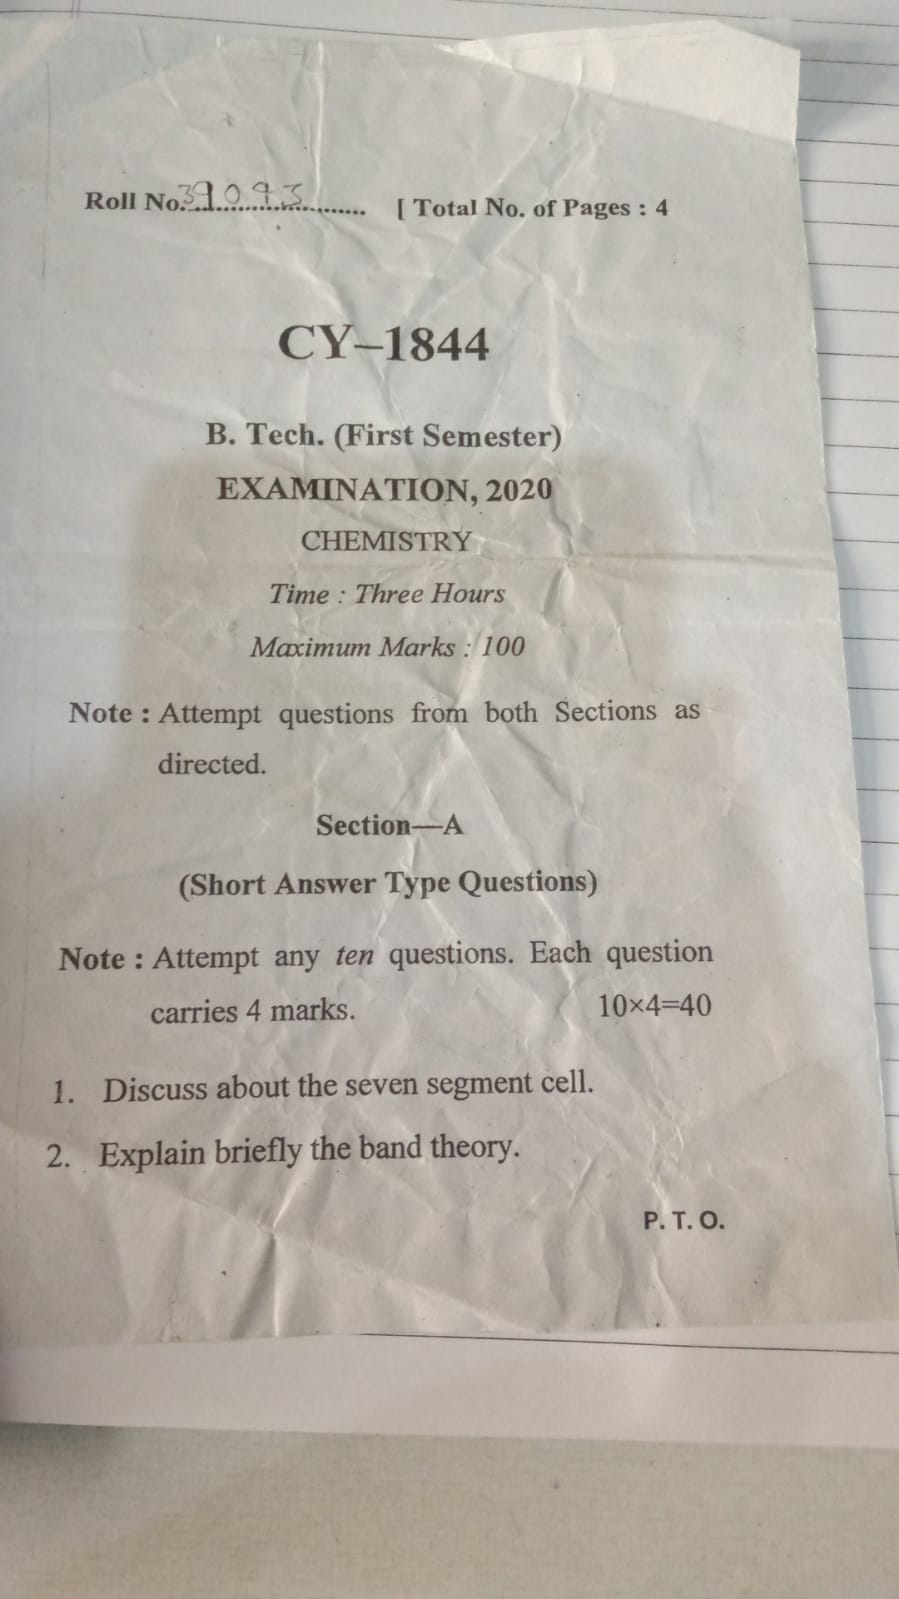 Roll No. 39093 [ Total No. of Pages : 4
CY–1844
B. Tech. (First Semester)
EXAMINATION, 2020
CHEMISTRY
Time : Three Hours
Maximum Marks : 100
Note : Attempt questions from both Sections as
directed.
Section—A
(Short Answer Type Questions)
Note : Attempt any ten questions. Each question
carries 4 marks. 10×4=40
1. Discuss about the seven segment cell.
2. Explain briefly the band theory.
P. T. O.